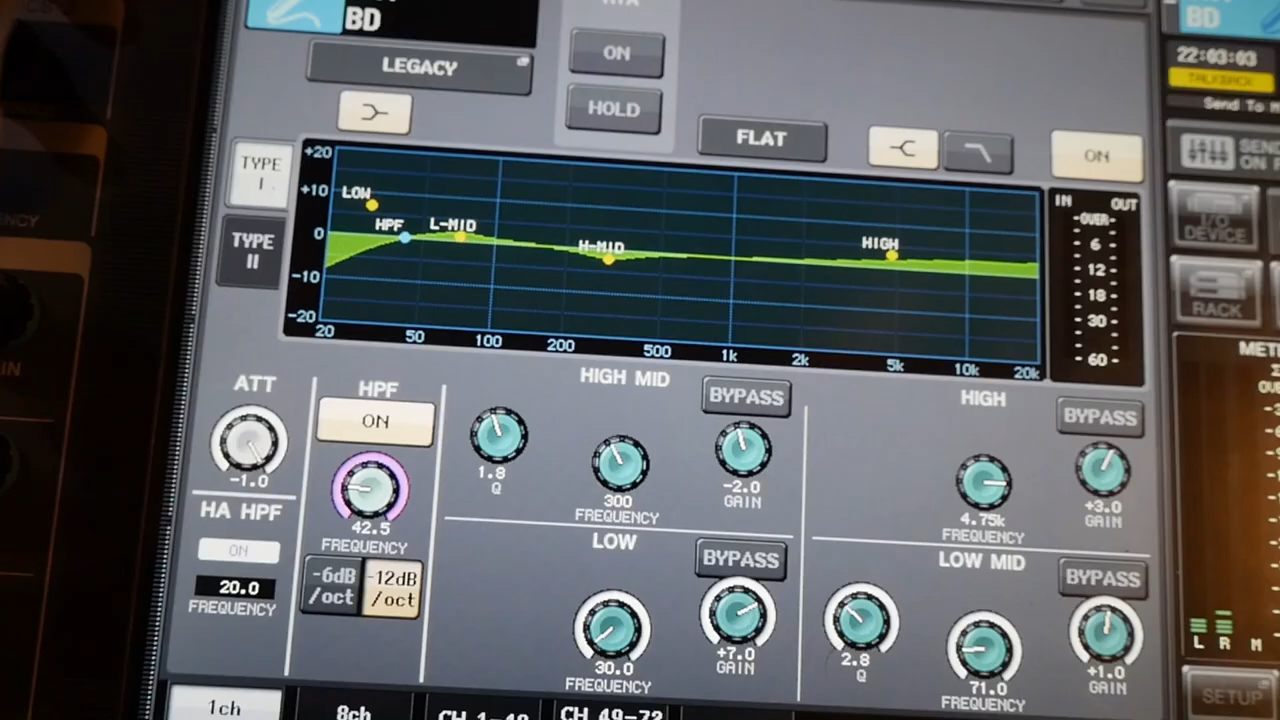 BD
BD
LEGACY
ON
HOLD
FLAT
ON
22:03:03
TALKBACK
Send To
TYPE
I
TYPE
II
+20
+10
0
-10
-20
LOW
HPF
L-MID
H-MID
HIGH
20
50
100
200
500
1k
2k
5k
10k
20k
IN
OUT
-OVER-
6
12
18
30
60
I/O
DEVICE
RACK
ATT
-1.0
HA HPF
ON
20.0
FREQUENCY
HPF
ON
42.5
FREQUENCY
-6dB
/oct
-12dB
/oct
HIGH MID
BYPASS
1.8
Q
300
FREQUENCY
-2.0
GAIN
LOW
BYPASS
30.0
FREQUENCY
+7.0
GAIN
HIGH
BYPASS
4.75k
FREQUENCY
+3.0
GAIN
LOW MID
BYPASS
2.8
Q
71.0
FREQUENCY
+1.0
GAIN
L R M
SETUP
1ch
8ch
CH 1-48
CH 49-72